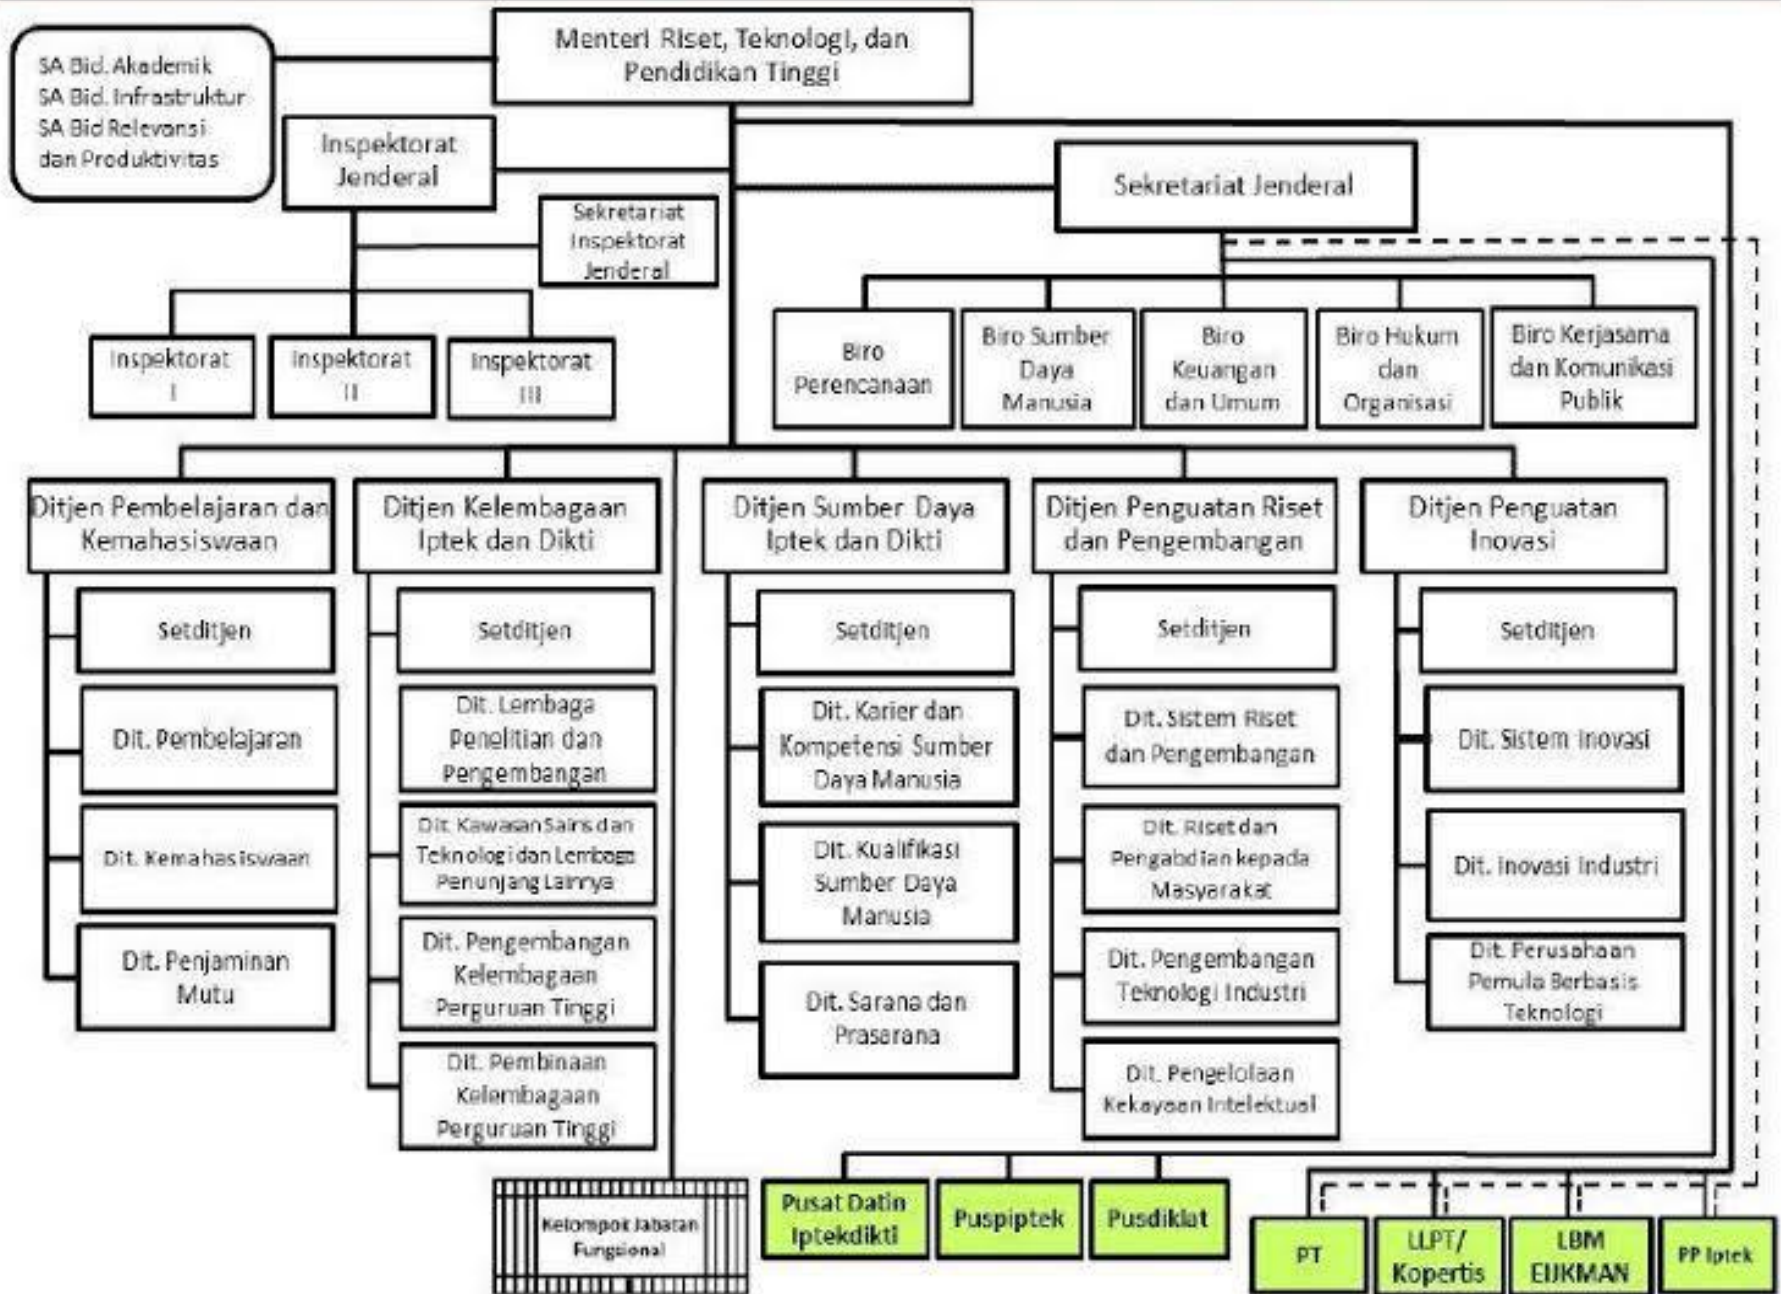 Menteri Riset, Teknologi, dan
Pendidikan Tinggi
SA Bid. Akademik
SA Bid. Infrastruktur
SA Bid Relevansi
dan Produktivitas
Inspektorat
Jenderal
Sekretariat Jenderal
Sekretariat
Inspektorat
Jenderal
Inspektorat
I
Inspektorat
II
Inspektorat
III
Biro
Perencanaan
Biro Sumber
Daya
Manusia
Biro
Keuangan
dan Umum
Biro Hukum
dan
Organisasi
Biro Kerjasama
dan Komunikasi
Publik
Ditjen Pembelajaran dan
Kemahasiswaan
Setditjen
Dit. Pembelajaran
Dit. Kemahasiswaan
Dit. Penjaminan
Mutu
Ditjen Kelembagaan
Iptek dan Dikti
Setditjen
Dit. Lembaga
Penelitian dan
Pengembangan
Dit. Kawasan Sains dan
Teknologi dan Lembaga
Penunjang Lainnya
Dit. Pengembangan
Kelembagaan
Perguruan Tinggi
Dit. Pembinaan
Kelembagaan
Perguruan Tinggi
Ditjen Sumber Daya
Iptek dan Dikti
Setditjen
Dit. Karier dan
Kompetensi Sumber
Daya Manusia
Dit. Kualifikasi
Sumber Daya
Manusia
Dit. Sarana dan
Prasarana
Ditjen Penguatan Riset
dan Pengembangan
Setditjen
Dit. Sistem Riset
dan Pengembangan
Dit. Riset dan
Pengabdian kepada
Masyarakat
Dit. Pengembangan
Teknologi Industri
Dit. Pengelolaan
Kekayaan Intelektual
Ditjen Penguatan
Inovasi
Setditjen
Dit. Sistem Inovasi
Dit. Inovasi Industri
Dit. Perusahaan
Pemula Berbasis
Teknologi
Kelompok Jabatan
Fungsional
Pusat Datin
Iptekdikti
Puspiptek
Pusdiklat
PT
LLPT/
Kopertis
LBM
EIJKMAN
PP Iptek